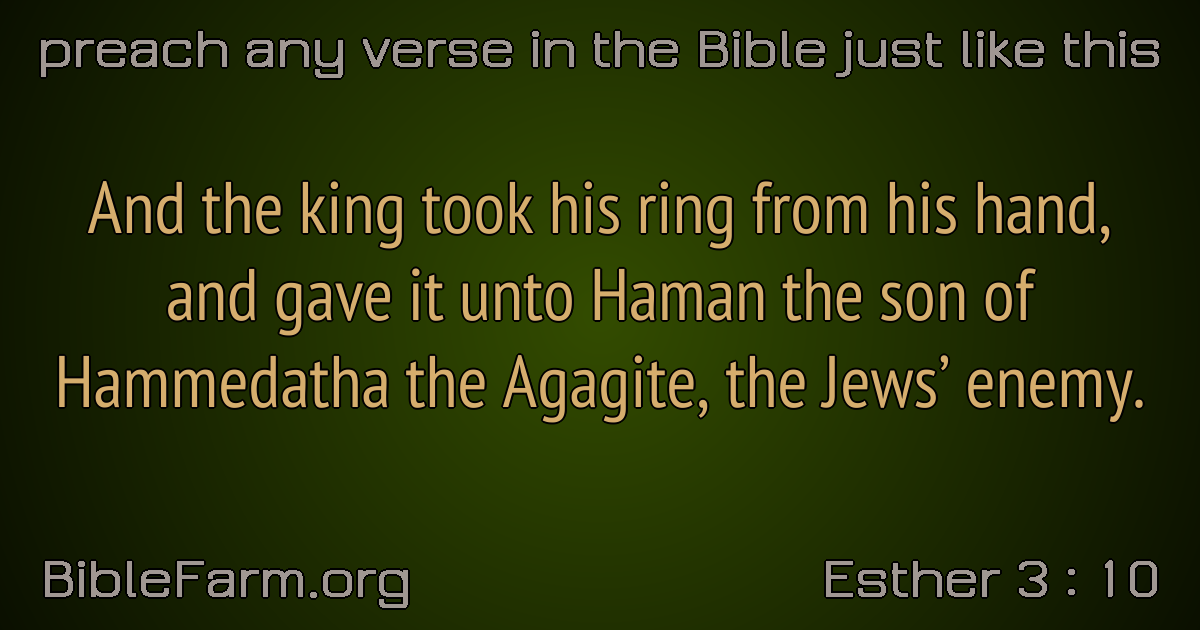 preach any verse in the Bible just like this
And the king took his ring from his hand,
and gave it unto Haman the son of
Hammedatha the Agagite, the Jews’ enemy.
BibleFarm.org
Esther 3 : 10